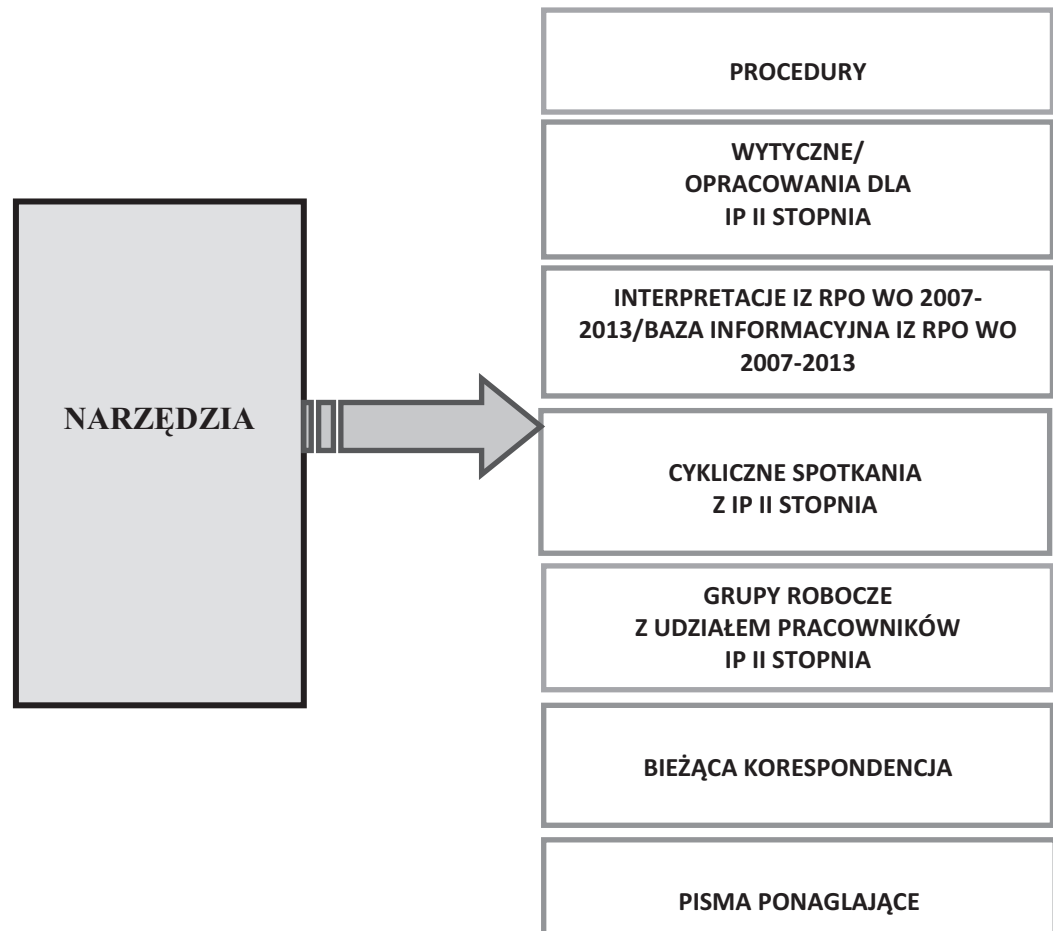 NARZĘDZIA
PROCEDURY
WYTYCZNE/
OPRACOWANIA DLA
IP II STOPNIA
INTERPRETACJE IZ RPO WO 2007-
2013/BAZA INFORMACYJNA IZ RPO WO
2007-2013
CYKLICZNE SPOTKANIA
Z IP II STOPNIA
GRUPY ROBOCZE
Z UDZIAŁEM PRACOWNIKÓW
IP II STOPNIA
BIEŻĄCA KORESPONDENCJA
PISMA PONAGLAJĄCE